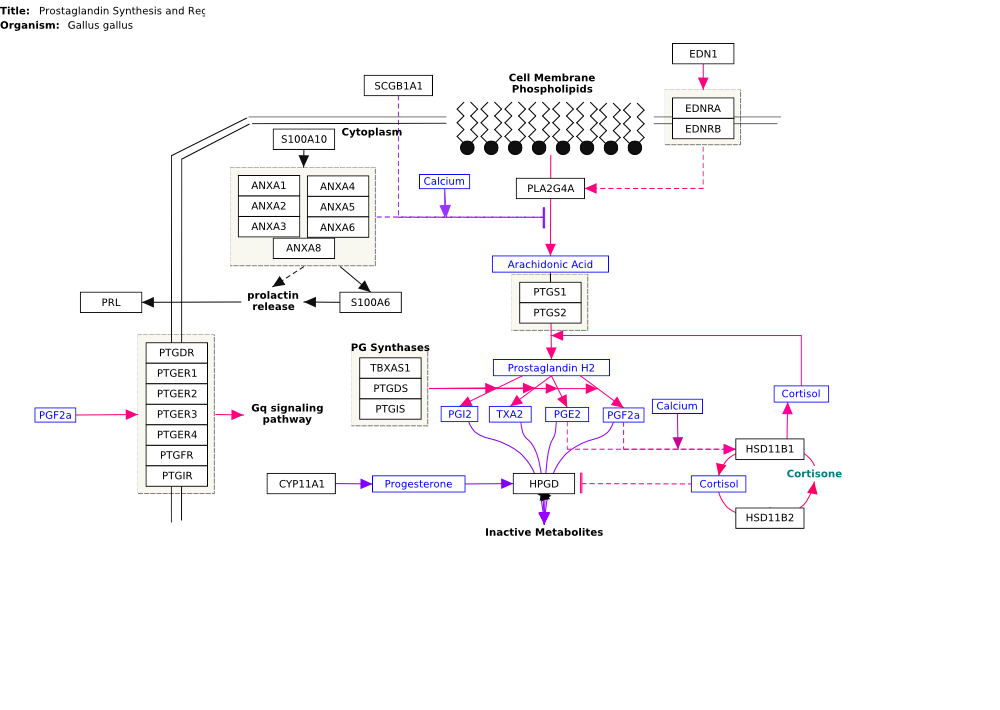 Title: Prostaglandin Synthesis and
Organism: Gallus gallus
EDN1
SCGB1A1
Cell Membrane
Phospholipids
EDNRA
EDNRB
Cytoplasm
S100A10
ANXA1
ANXA4
ANXA2
ANXA5
ANXA3
ANXA6
ANXA8
Calcium
PLA2G4A
Arachidonic Acid
PRL
prolactin
release
S100A6
PTGS1
PTGS2
PTGDR
PTGER1
PTGER2
PTGER3
PTGER4
PTGFR
PTGIR
PG Synthases
TBXAS1
PTGDS
PTGIS
Prostaglandin H2
Cortisol
PGF2a
Gq signaling
pathway
PGI2
TXA2
PGE2
PGF2a
Calcium
HSD11B1
Cortisone
CYP11A1
Progesterone
HPGD
Cortisol
HSD11B2
Inactive Metabolites